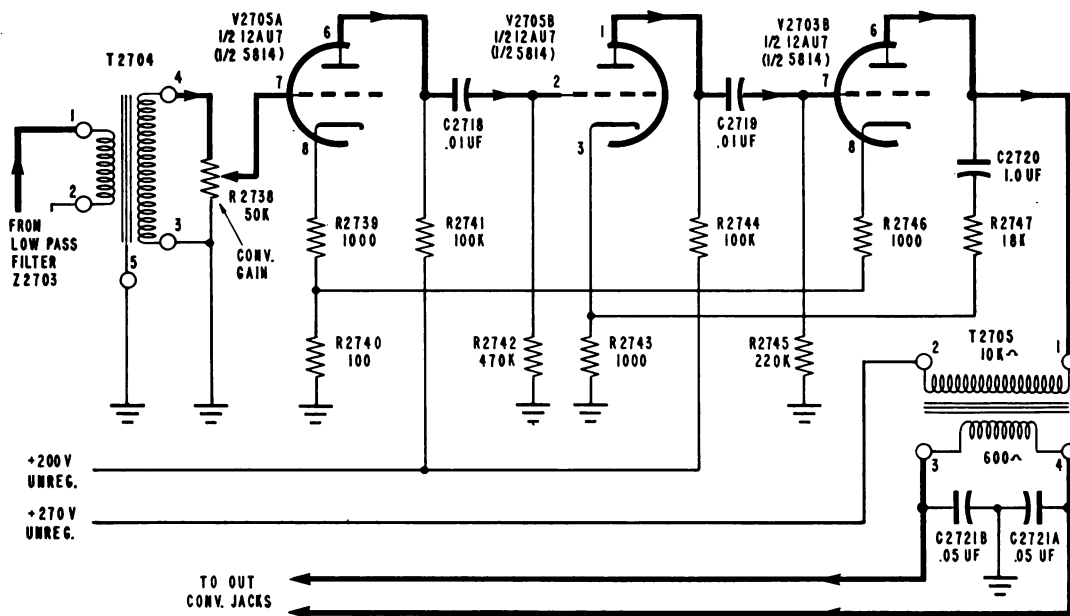 V2705A
1/2 12AU7
(1/2 5814)
V2705B
1/2 12AU7
(1/2 5814)
V2703B
1/2 12AU7
(1/2 5814)
T2704
4
1
2
3
5
6
7
8
1
2
3
6
7
8
FROM
LOW PASS
FILTER
Z2703
R2738
50K
CONV.
GAIN
C2718
.01UF
C2719
.01UF
C2720
1.0 UF
R2739
1000
R2741
100K
R2744
100K
R2746
1000
R2747
18K
R2740
100
R2742
470K
R2743
1000
R2745
220K
T2705
10K~
2
1
600~
3
4
+200V
UNREG.
+270V
UNREG.
C2721B
.05 UF
C2721A
.05 UF
TO OUT
CONV. JACKS